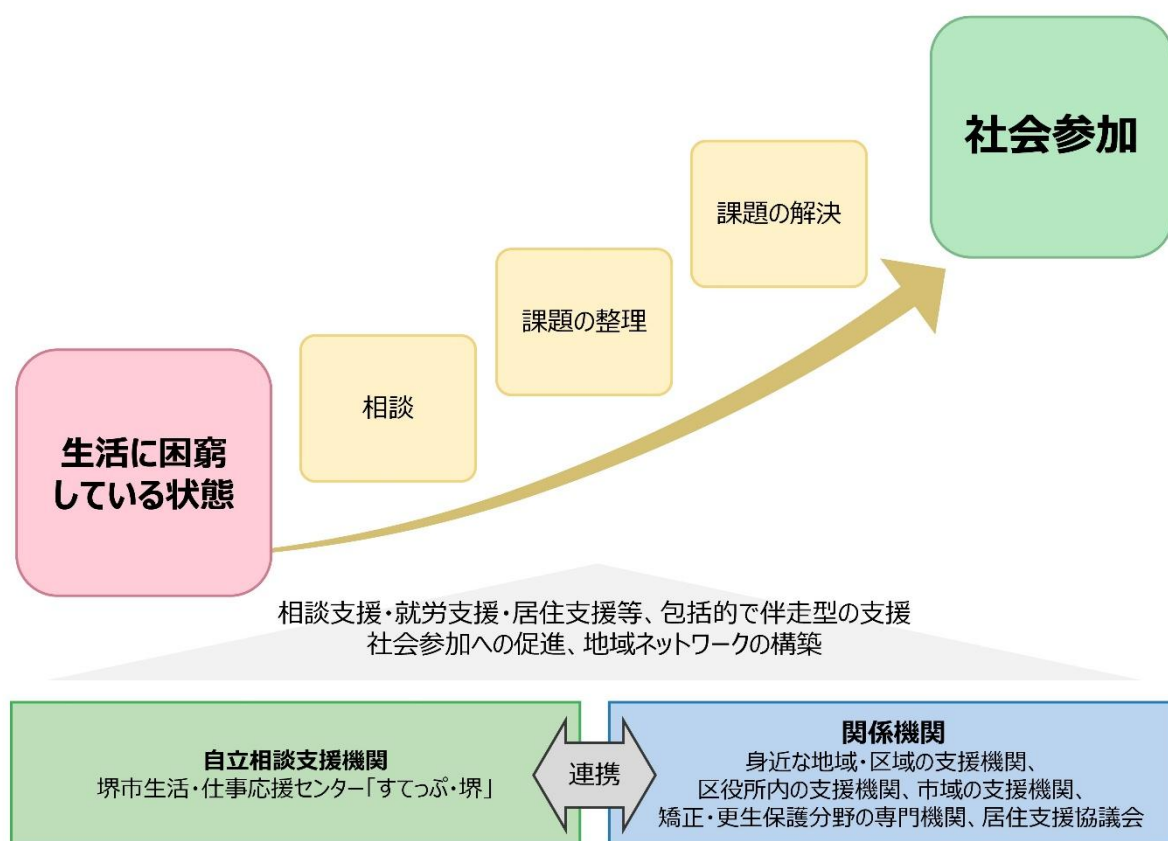 社会参加
課題の解決
課題の整理
相談
生活に困窮
している状態
相談支援・就労支援・居住支援等、包括的で伴走型の支援
社会参加への促進、地域ネットワークの構築
自立相談支援機関
堺市生活・仕事応援センター「すてっぷ・堺」
連携
関係機関
身近な地域・区域の支援機関、
区役所内の支援機関、市域の支援機関、
矯正・更生保護分野の専門機関、居住支援協議会